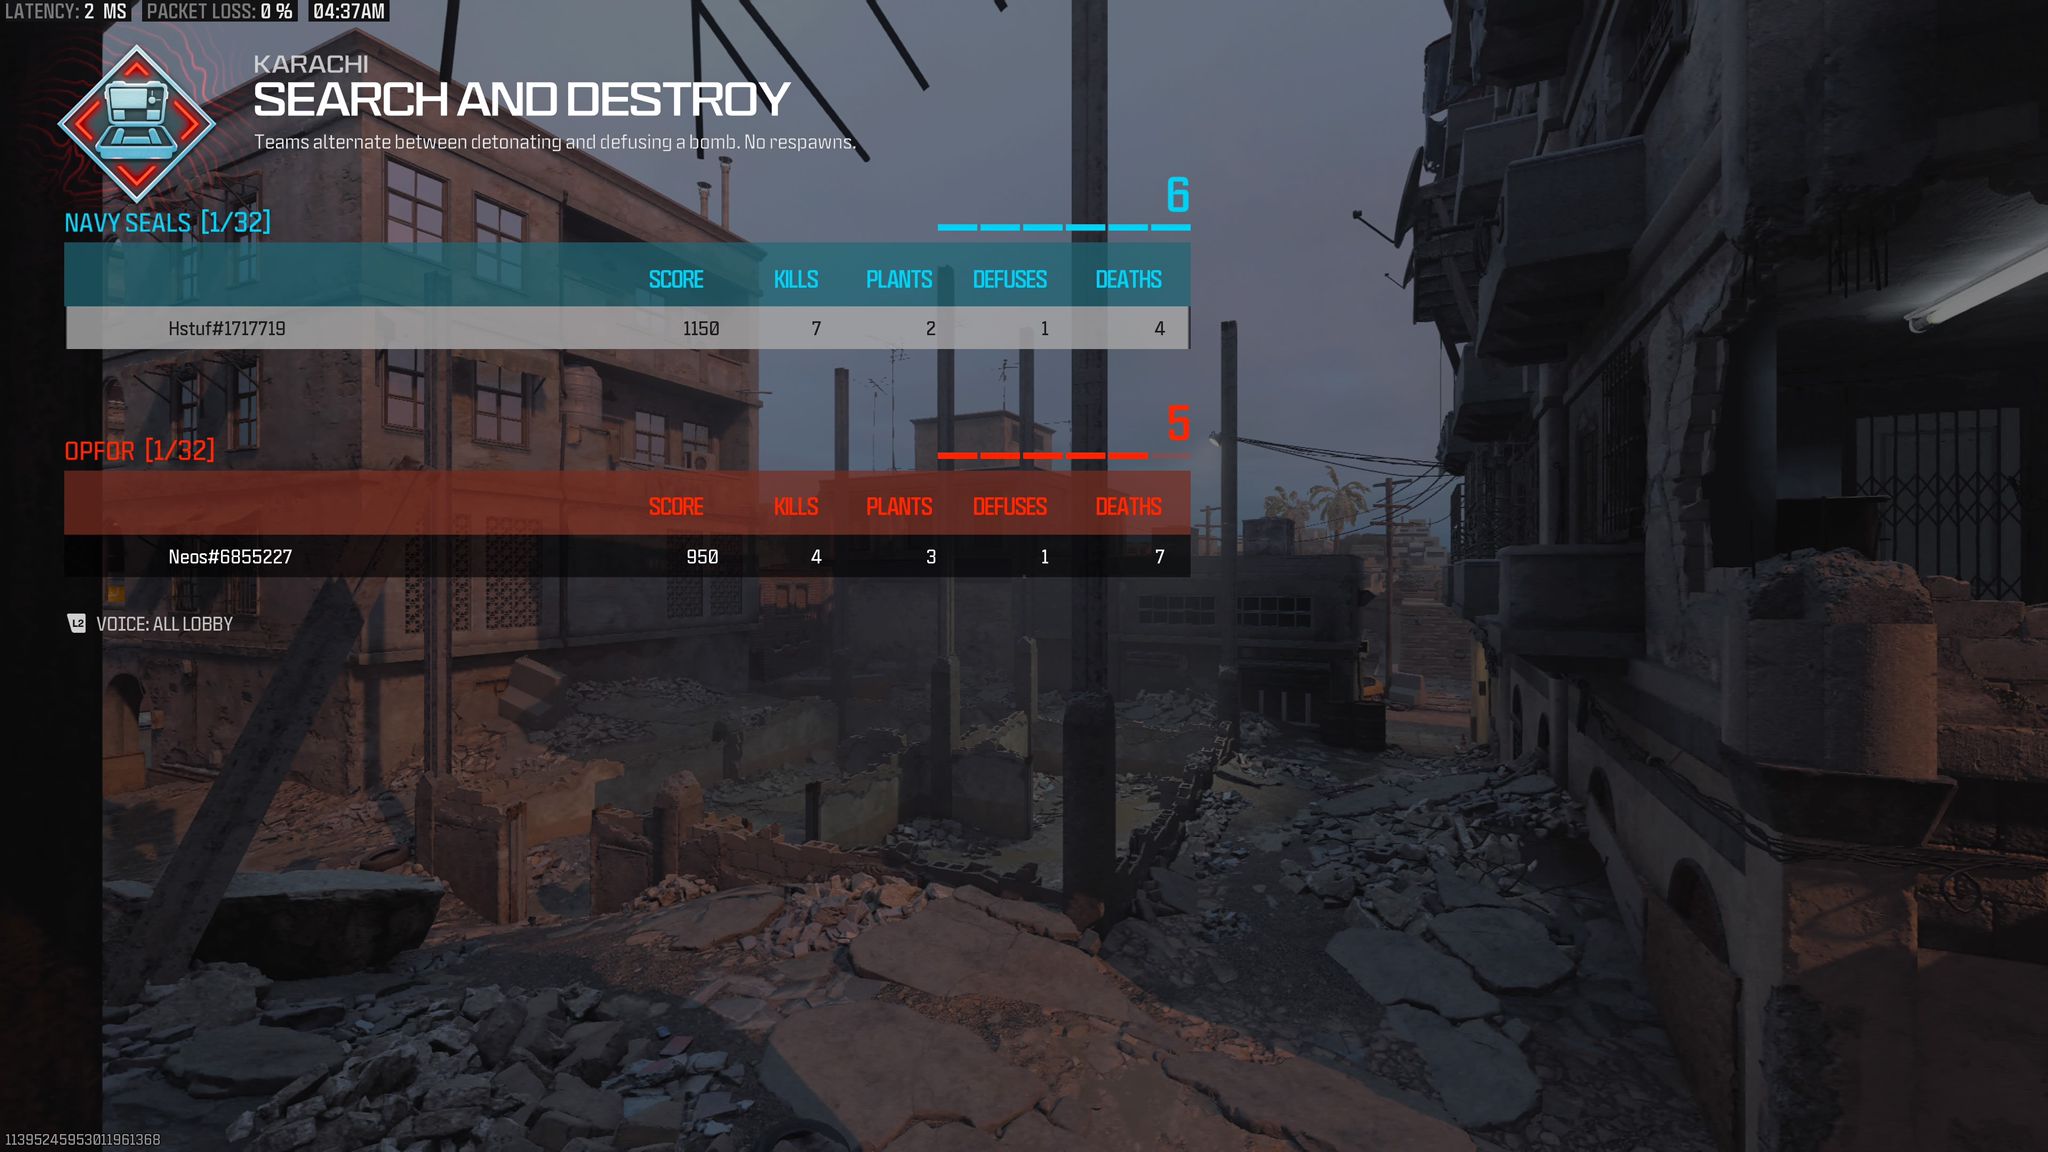 LATENCY: 2 MS PACKET LOSS: 0 % 04:37AM
KARACHI
SEARCH AND DESTROY
Teams alternate between detonating and defusing a bomb. No respawns.
6
NAVY SEALS [1/32]
SCORE KILLS PLANTS DEFUSES DEATHS
Hstuf#1717719 1150 7 2 1 4
5
OPFOR [1/32]
SCORE KILLS PLANTS DEFUSES DEATHS
Neos#6855227 950 4 3 1 7
L2 VOICE: ALL LOBBY
11395245953011961368